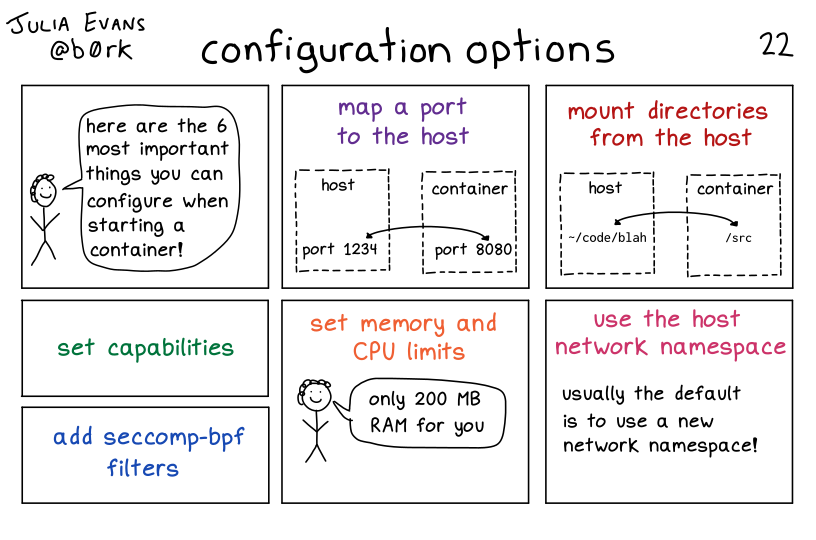 JULIA EVANS
@b0rk
configuration options
22
here are the 6
most important
things you can
configure when
starting a
container!
map a port
to the host
host
container
port 1234
port 8080
mount directories
from the host
host
container
~/code/blah
/src
set capabilities
add seccomp-bpf
filters
set memory and
CPU limits
only 200 MB
RAM for you
use the host
network namespace
usually the default
is to use a new
network namespace!